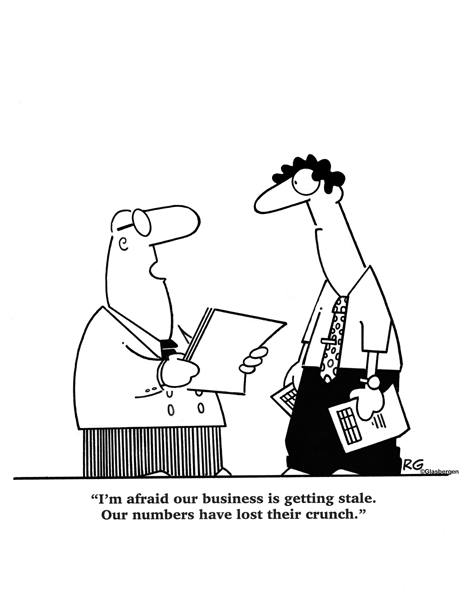 RG
©Glasbergen
“I’m afraid our business is getting stale.
Our numbers have lost their crunch.”